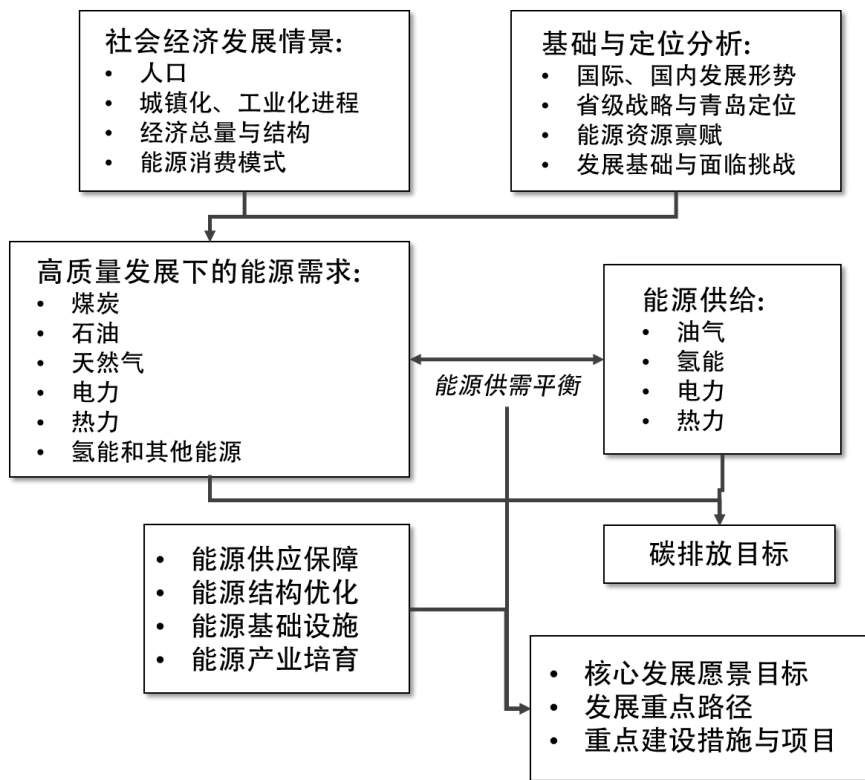 社会经济发展情景:
• 人口
• 城镇化、工业化进程
• 经济总量与结构
• 能源消费模式
基础与定位分析:
• 国际、国内发展形势
• 省级战略与青岛定位
• 能源资源禀赋
• 发展基础与面临挑战
高质量发展下的能源需求:
• 煤炭
• 石油
• 天然气
• 电力
• 热力
• 氢能和其他能源
能源供需平衡
能源供给:
• 油气
• 氢能
• 电力
• 热力
碳排放目标
• 能源供应保障
• 能源结构优化
• 能源基础设施
• 能源产业培育
• 核心发展愿景目标
• 发展重点路径
• 重点建设措施与项目